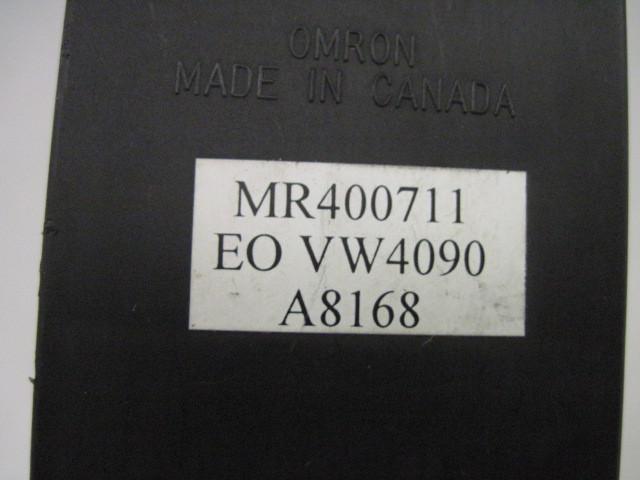 OMRON
MADE IN CANADA
MR400711
EO VW4090
A8168